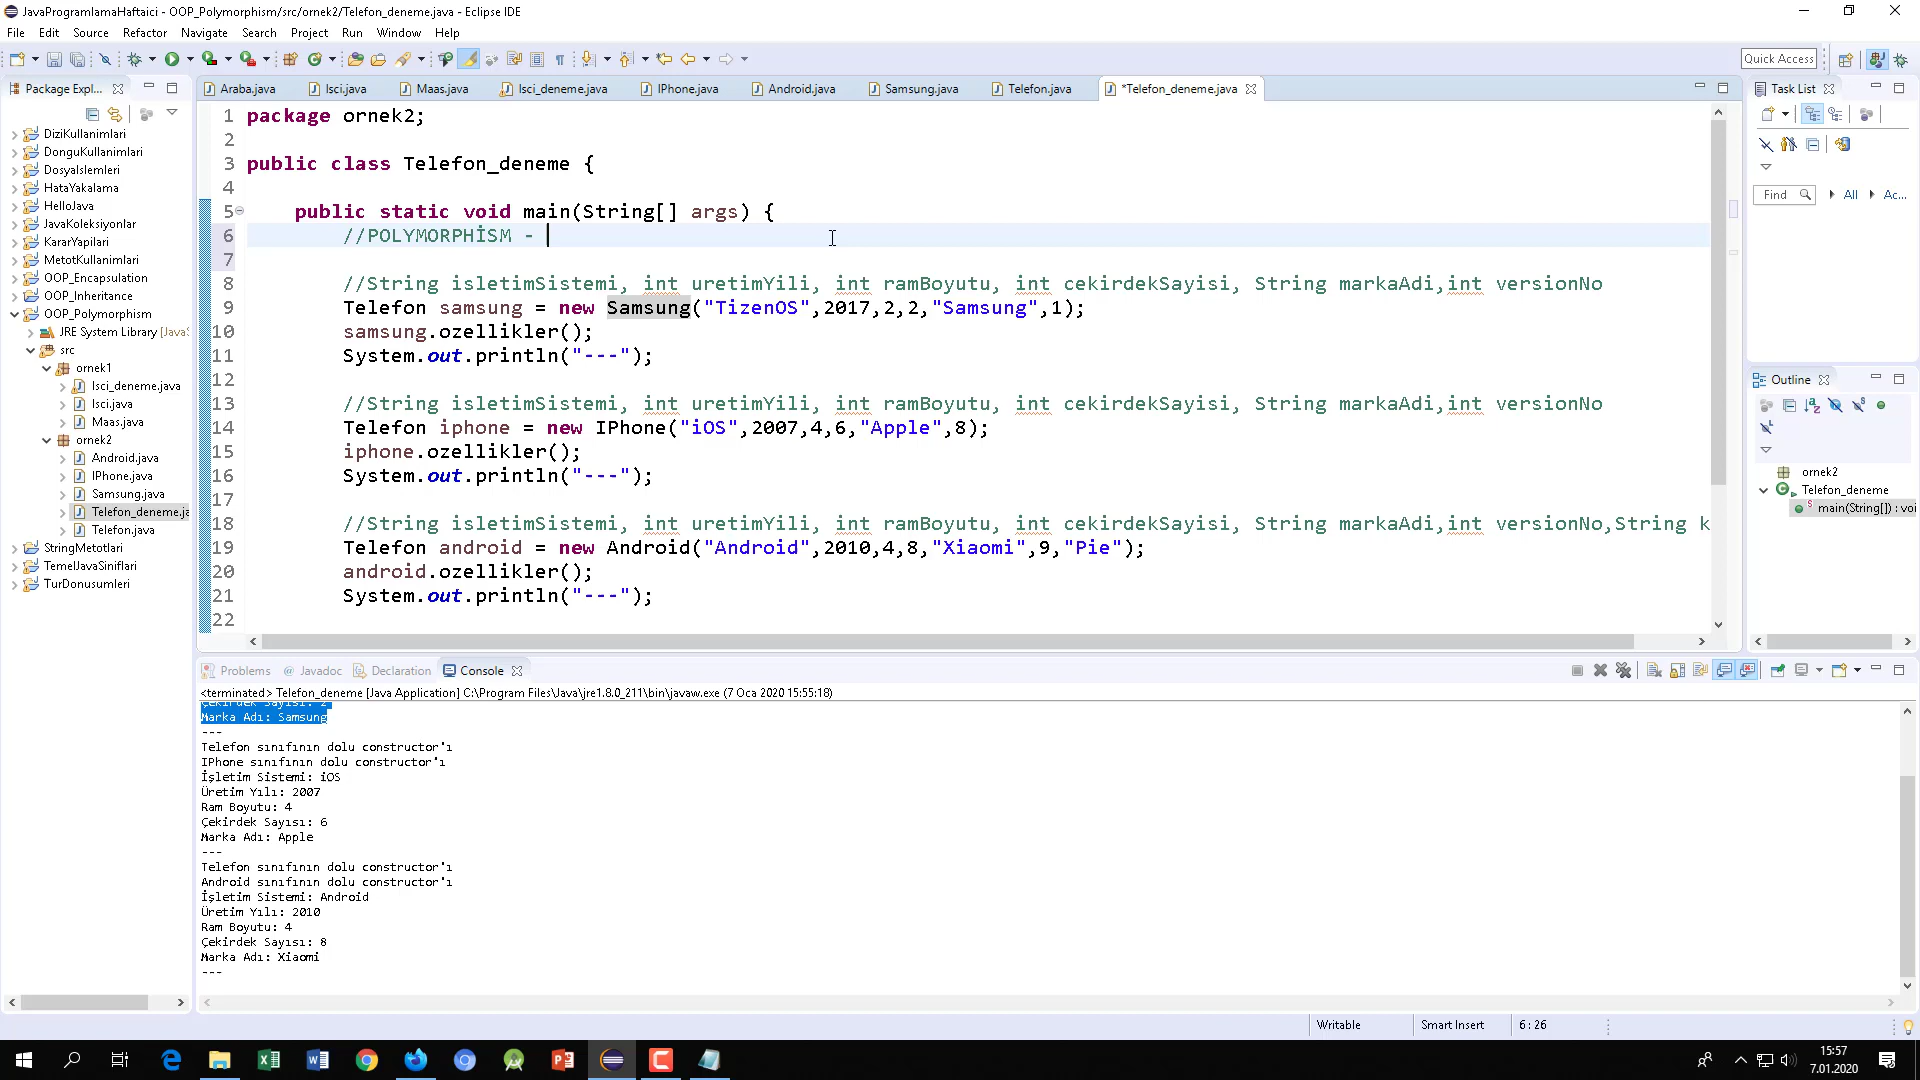 JavaProgramlamaHaftaici - OOP_Polymorphism/src/ornek2/Telefon_deneme.java - Eclipse IDE
File Edit Source Refactor Navigate Search Project Run Window Help
Quick Access
Package Expl...
Araba.java Isci.java Maas.java Isci_deneme.java IPhone.java Android.java Samsung.java Telefon.java *Telefon_deneme.java
Task List
DiziKullanimlari
DonguKullanimlari
DosyaIslemleri
HataYakalama
HelloJava
JavaKoleksiyonlar
KararYapilari
MetotKullanimlari
OOP_Encapsulation
OOP_Inheritance
OOP_Polymorphism
JRE System Library [JavaS
src
ornek1
Isci_deneme.java
Isci.java
Maas.java
ornek2
Android.java
IPhone.java
Samsung.java
Telefon_deneme.ja
Telefon.java
StringMetotlari
TemelJavaSiniflari
TurDonusumleri
1 package ornek2;
2
3 public class Telefon_deneme {
4
5 public static void main(String[] args) {
6 //POLYMORPHİSM -
7
8 //String isletimSistemi, int uretimYili, int ramBoyutu, int cekirdekSayisi, String markaAdi,int versionNo
9 Telefon samsung = new Samsung("TizenOS",2017,2,2,"Samsung",1);
10 samsung.ozellikler();
11 System.out.println("---");
12
13 //String isletimSistemi, int uretimYili, int ramBoyutu, int cekirdekSayisi, String markaAdi,int versionNo
14 Telefon iphone = new IPhone("iOS",2007,4,6,"Apple",8);
15 iphone.ozellikler();
16 System.out.println("---");
17
18 //String isletimSistemi, int uretimYili, int ramBoyutu, int cekirdekSayisi, String markaAdi,int versionNo,String k
19 Telefon android = new Android("Android",2010,4,8,"Xiaomi",9,"Pie");
20 android.ozellikler();
21 System.out.println("---");
22
Find All Ac...
Outline
ornek2
Telefon_deneme
main(String[]) : voi
Problems @ Javadoc Declaration Console
<terminated> Telefon_deneme [Java Application] C:\Program Files\Java\jre1.8.0_211\bin\javaw.exe (7 Oca 2020 15:55:18)
Çekirdek Sayısı: 2
Marka Adı: Samsung
---
Telefon sınıfının dolu constructor'ı
IPhone sınıfının dolu constructor'ı
İşletim Sistemi: iOS
Üretim Yılı: 2007
Ram Boyutu: 4
Çekirdek Sayısı: 6
Marka Adı: Apple
---
Telefon sınıfının dolu constructor'ı
Android sınıfının dolu constructor'ı
İşletim Sistemi: Android
Üretim Yılı: 2010
Ram Boyutu: 4
Çekirdek Sayısı: 8
Marka Adı: Xiaomi
---
Writable Smart Insert 6 : 26
15:57
7.01.2020